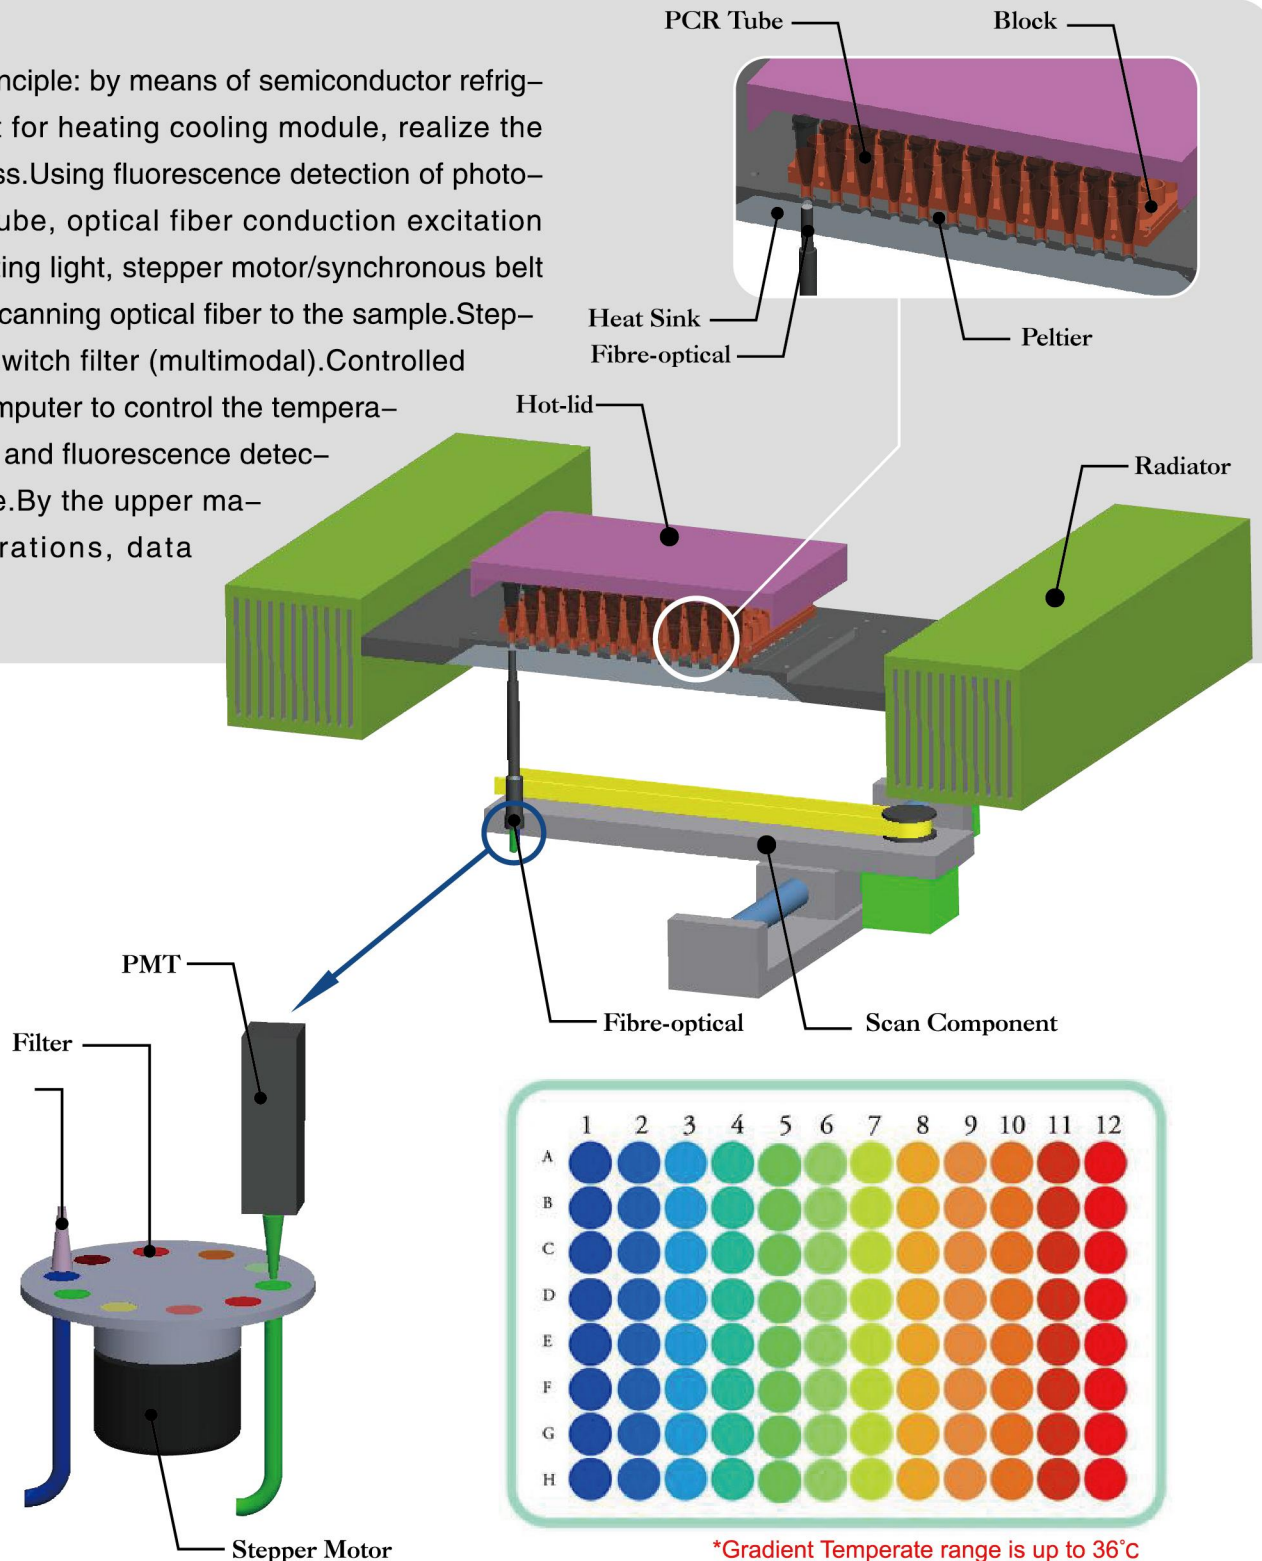 nciple: by means of semiconductor refrig–
t for heating cooling module, realize the
ss.Using fluorescence detection of photo–
ube, optical fiber conduction excitation
ting light, stepper motor/synchronous belt
canning optical fiber to the sample.Step–
witch filter (multimodal).Controlled
mputer to control the tempera–
and fluorescence detec–
e.By the upper ma–
rations, data
PCR Tube
Block
Heat Sink
Fibre-optical
Peltier
Hot-lid
Radiator
PMT
Filter
Fibre-optical
Scan Component
Stepper Motor
1 2 3 4 5 6 7 8 9 10 11 12
A
B
C
D
E
F
G
H
*Gradient Temperate range is up to 36°c